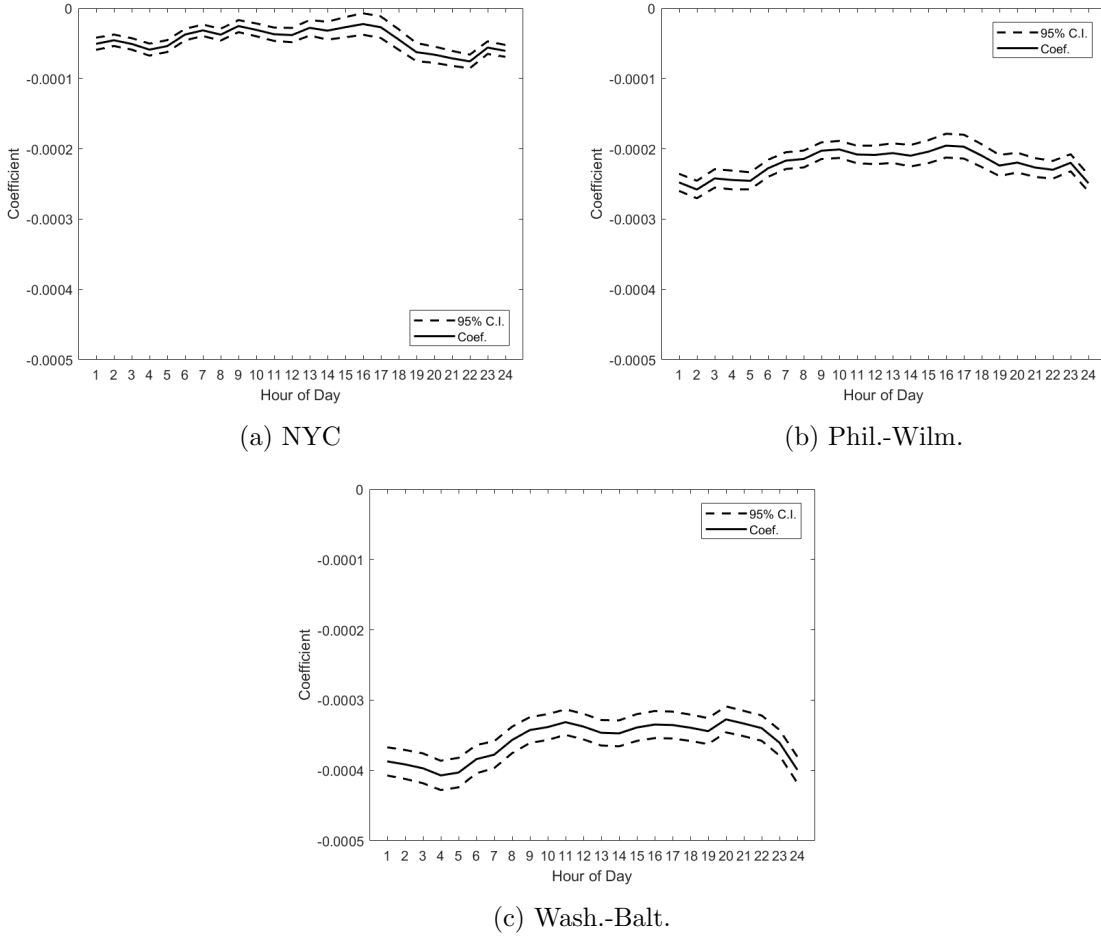 0
-0.0001
-0.0002
-0.0003
-0.0004
-0.0005
Coefficient
95% C.I.
Coef.
1 2 3 4 5 6 7 8 9 10 11 12 13 14 15 16 17 18 19 20 21 22 23 24
Hour of Day
(a) NYC
0
-0.0001
-0.0002
-0.0003
-0.0004
-0.0005
Coefficient
95% C.I.
Coef.
1 2 3 4 5 6 7 8 9 10 11 12 13 14 15 16 17 18 19 20 21 22 23 24
Hour of Day
(b) Phil.-Wilm.
0
-0.0001
-0.0002
-0.0003
-0.0004
-0.0005
Coefficient
95% C.I.
Coef.
1 2 3 4 5 6 7 8 9 10 11 12 13 14 15 16 17 18 19 20 21 22 23 24
Hour of Day
(c) Wash.-Balt.